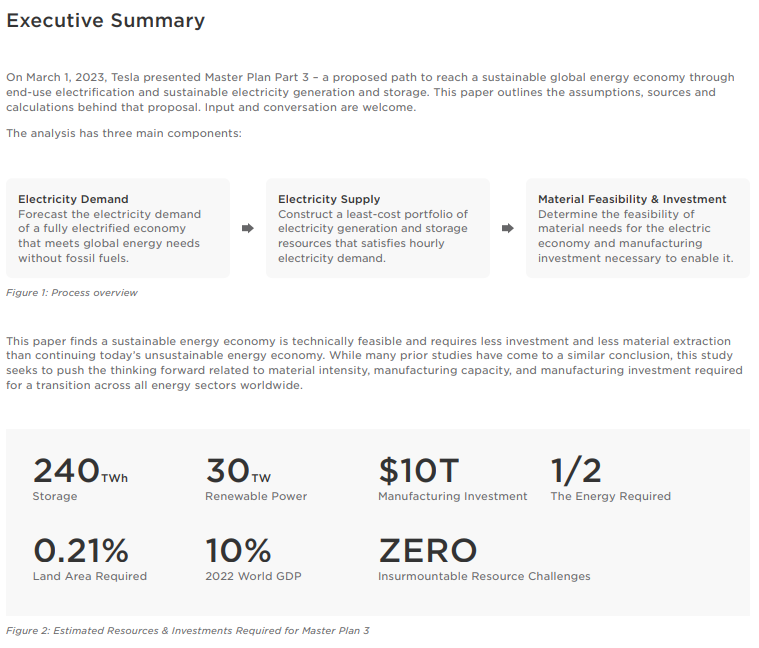 Executive Summary
On March 1, 2023, Tesla presented Master Plan Part 3 – a proposed path to reach a sustainable global energy economy through
end-use electrification and sustainable electricity generation and storage. This paper outlines the assumptions, sources and
calculations behind that proposal. Input and conversation are welcome.
The analysis has three main components:
Electricity Demand
Forecast the electricity demand
of a fully electrified economy
that meets global energy needs
without fossil fuels.
Electricity Supply
Construct a least-cost portfolio of
electricity generation and storage
resources that satisfies hourly
electricity demand.
Material Feasibility & Investment
Determine the feasibility of
material needs for the electric
economy and manufacturing
investment necessary to enable it.
Figure 1: Process overview
This paper finds a sustainable energy economy is technically feasible and requires less investment and less material extraction
than continuing today’s unsustainable energy economy. While many prior studies have come to a similar conclusion, this study
seeks to push the thinking forward related to material intensity, manufacturing capacity, and manufacturing investment required
for a transition across all energy sectors worldwide.
240 TWh
Storage
30 TW
Renewable Power
$10T
Manufacturing Investment
1/2
The Energy Required
0.21%
Land Area Required
10%
2022 World GDP
ZERO
Insurmountable Resource Challenges
Figure 2: Estimated Resources & Investments Required for Master Plan 3